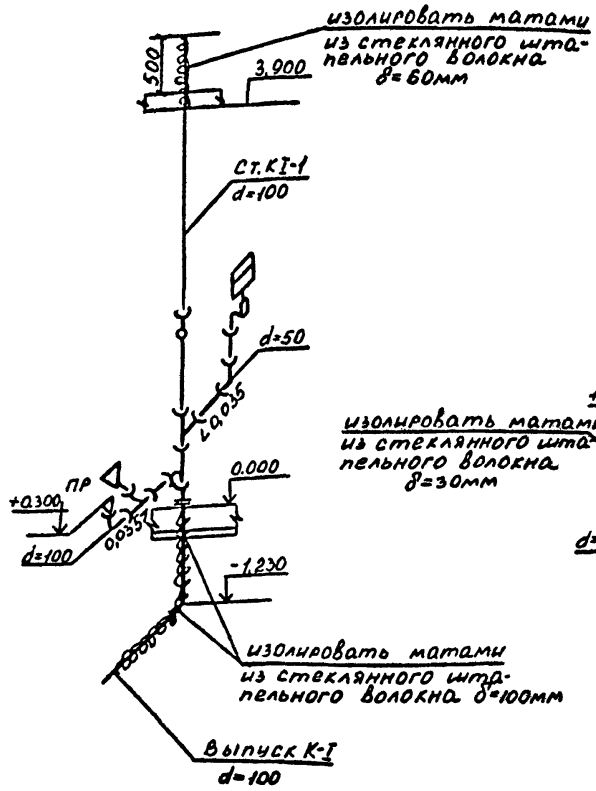 изолировать матами
из стеклянного шта-
пельного волокна
δ=60мм
500
3.900
Ст.КI-1
d=100
d=50
∠0,035
изолировать матами
из стеклянного шта-
пельного волокна
δ=30мм
ПР
0.000
+0.300
d=100
0,035
d=
-1.230
изолировать матами
из стеклянного шта-
пельного волокна δ=100мм
Выпуск К-I
d=100